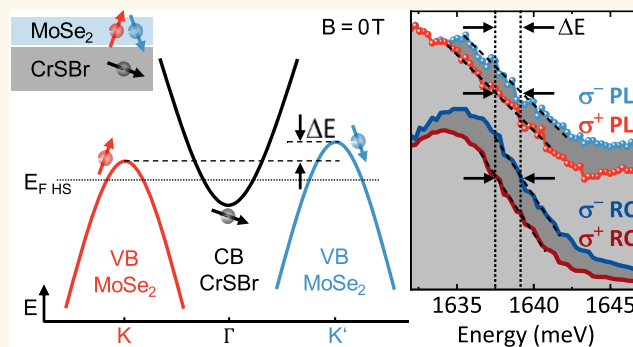 MoSe₂
CrSBr
B = 0T
ΔE
E_F HS
VB
MoSe₂
CB
CrSBr
VB
MoSe₂
E
K
Γ
K‘
ΔE
σ⁻ PL
σ⁺ PL
σ⁻ RC
σ⁺ RC
1635
1640
1645
Energy (meV)